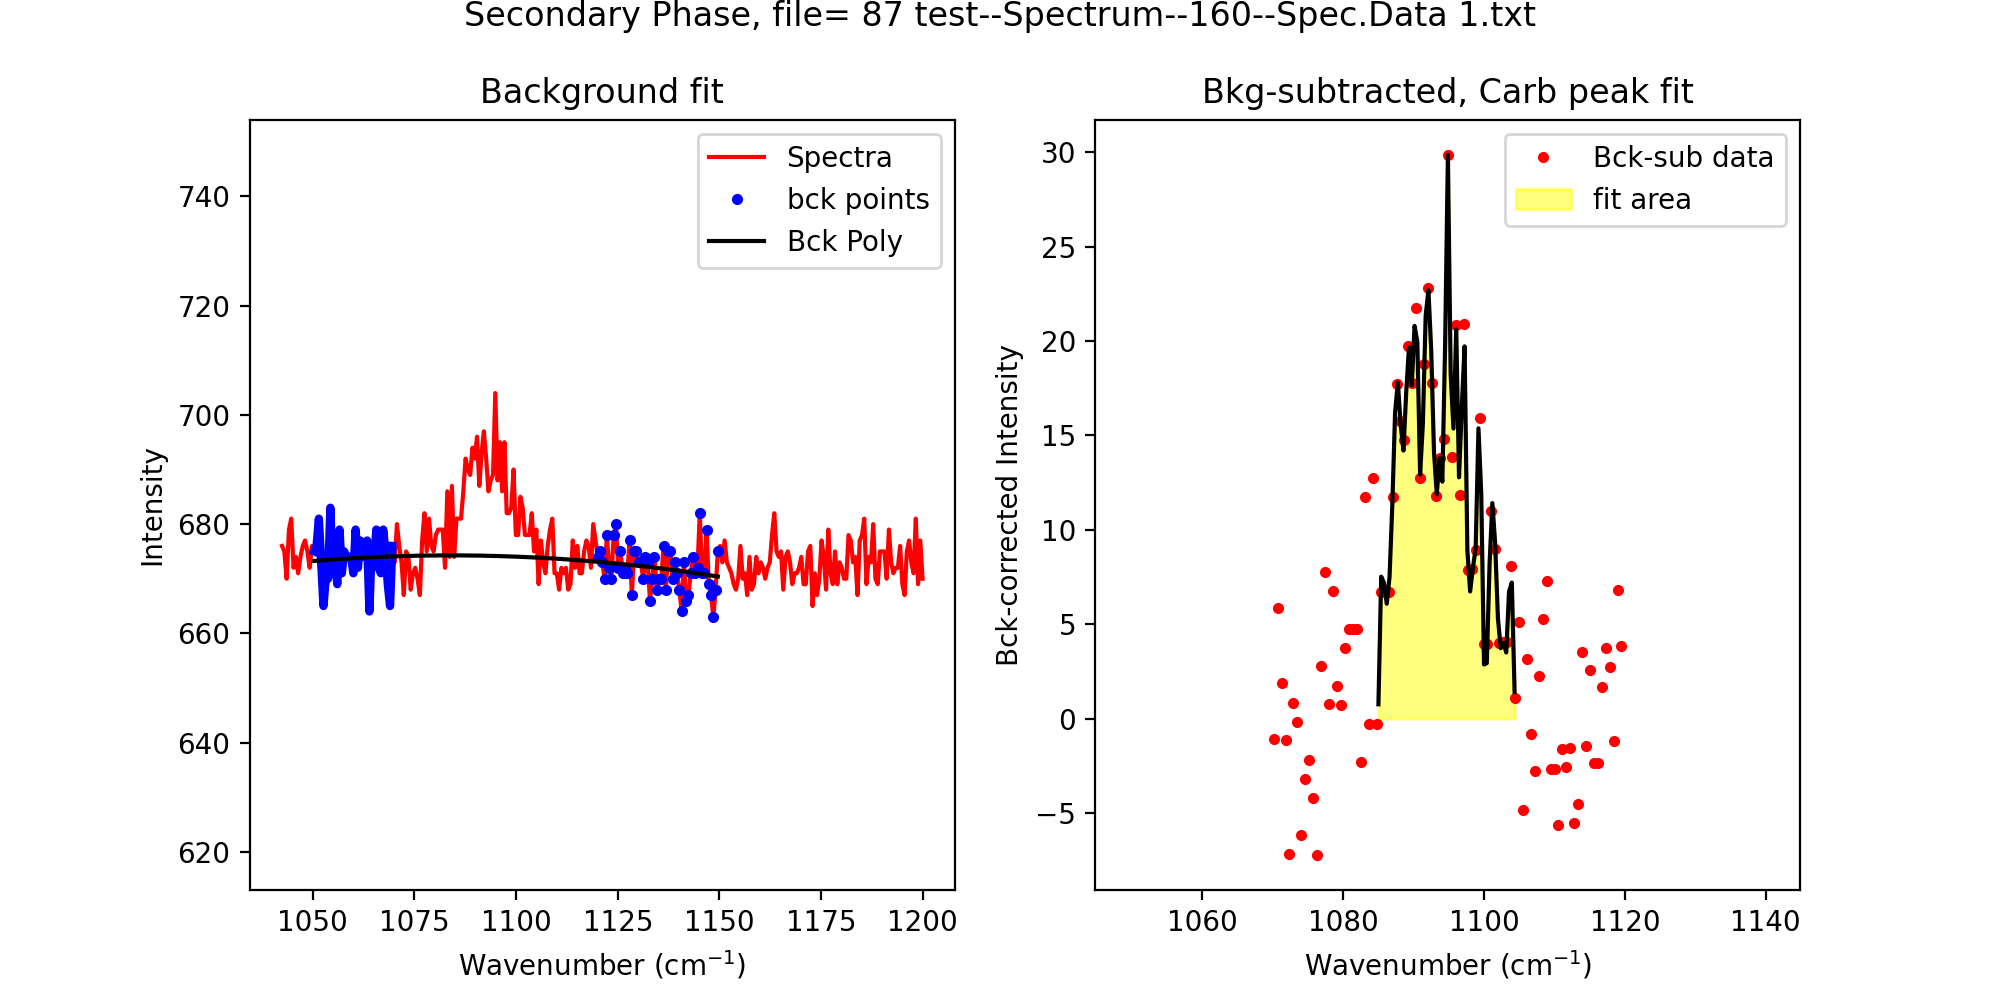 Secondary Phase, file= 87 test--Spectrum--160--Spec.Data 1.txt
Background fit
Spectra
bck points
Bck Poly
740
720
700
680
660
640
620
Intensity
1050 1075 1100 1125 1150 1175 1200
Wavenumber (cm⁻¹)
Bkg-subtracted, Carb peak fit
Bck-sub data
fit area
30
25
20
15
10
5
0
−5
Bck-corrected Intensity
1060 1080 1100 1120 1140
Wavenumber (cm⁻¹)